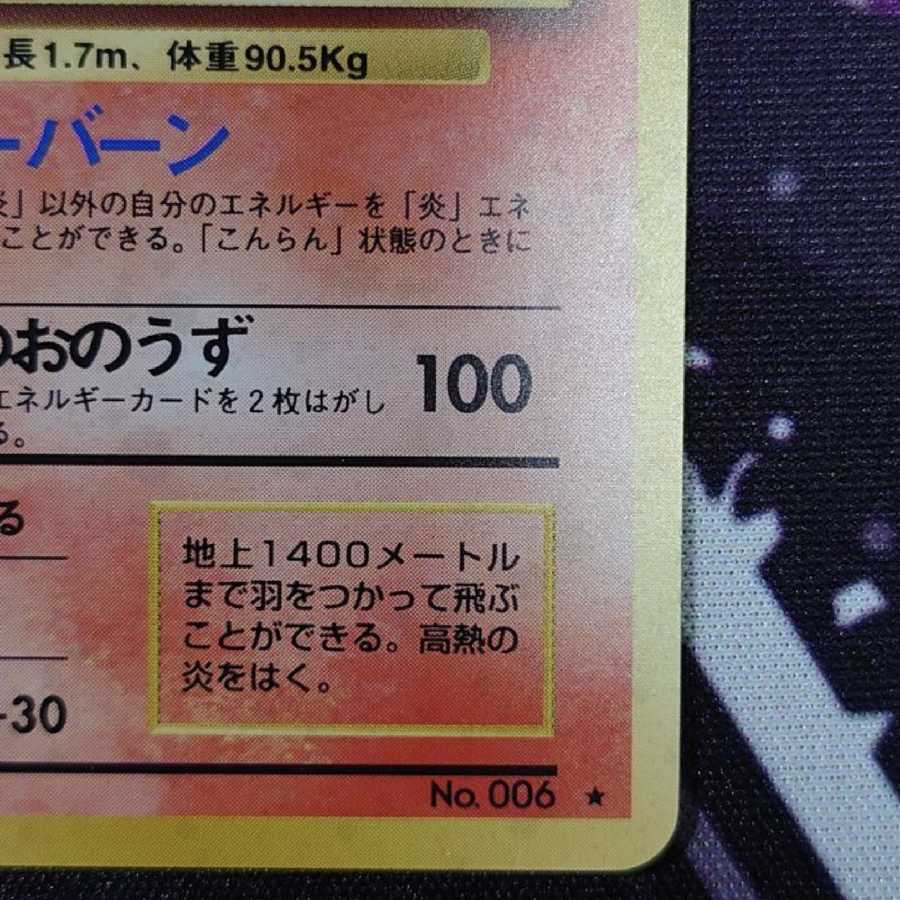 長1.7m、体重90.5Kg
ーバーン
炎」以外の自分のエネルギーを「炎」エネ
ことができる。「こんらん」状態のときに
のおのうず
100
エネルギーカードを2枚はがし
る。
る
地上1400メートル
まで羽をつかって飛ぶ
ことができる。高熱の
炎をはく。
-30
No. 006 ★